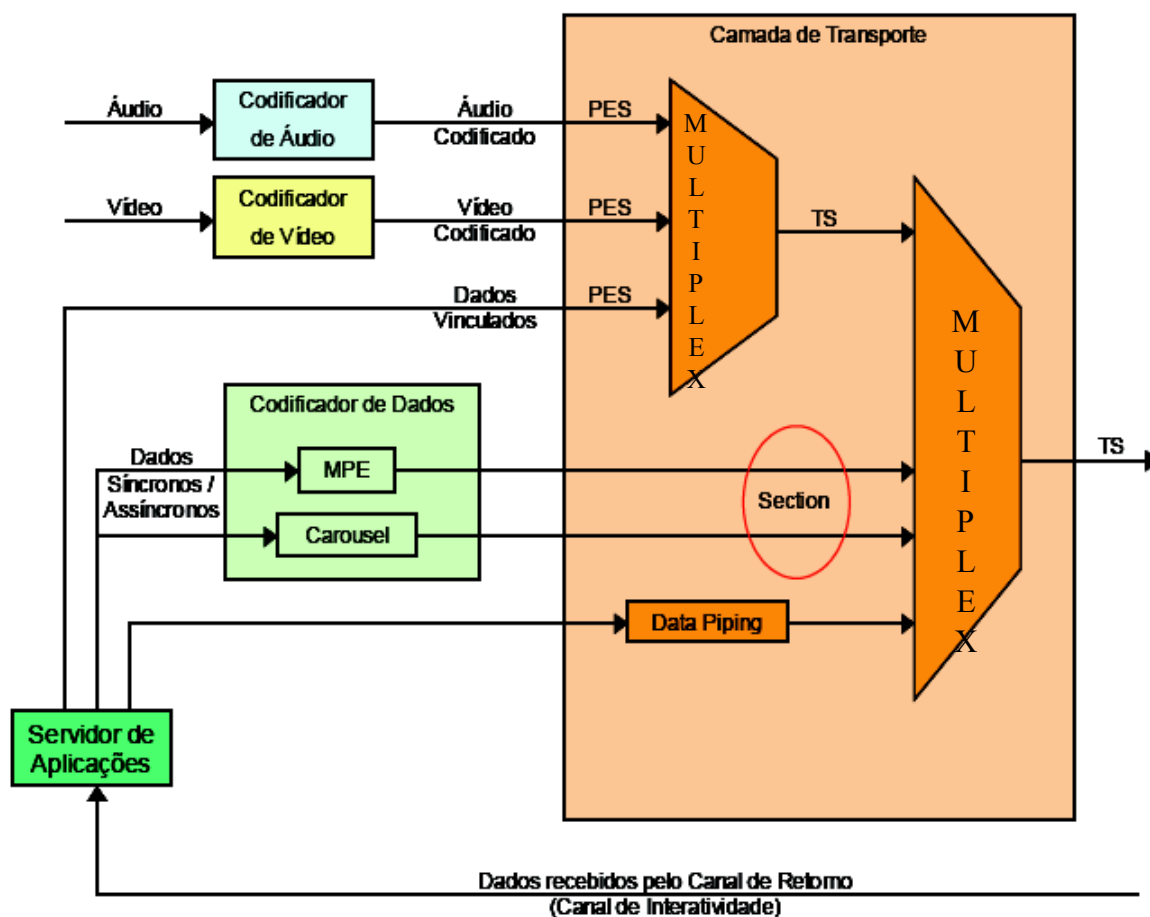 Camada de Transporte
Áudio
Codificador
de Áudio
Áudio
Codificado
PES
MULTIPLEX
Vídeo
Codificador
de Vídeo
Vídeo
Codificado
PES
TS
Dados
Vinculados
PES
MULTIPLEX
Codificador de Dados
Dados
Síncronos /
Assíncronos
MPE
Carousel
Section
TS
Data Piping
Servidor de
Aplicações
Dados recebidos pelo Canal de Retorno
(Canal de Interatividade)